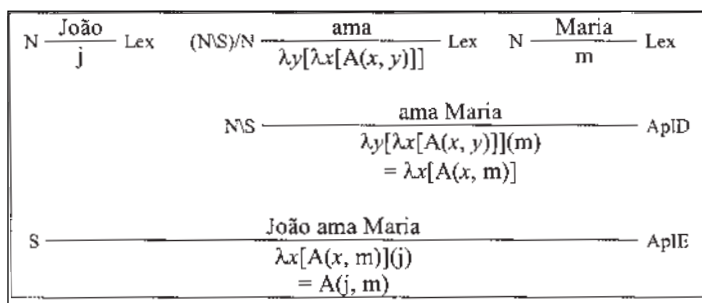 N João Lex (N\S)/N ama Lex N Maria Lex
j λy[λx[A(x, y)]] m
N\S ama Maria AplD
λy[λx[A(x, y)]](m)
= λx[A(x, m)]
S João ama Maria AplE
λx[A(x, m)](j)
= A(j, m)